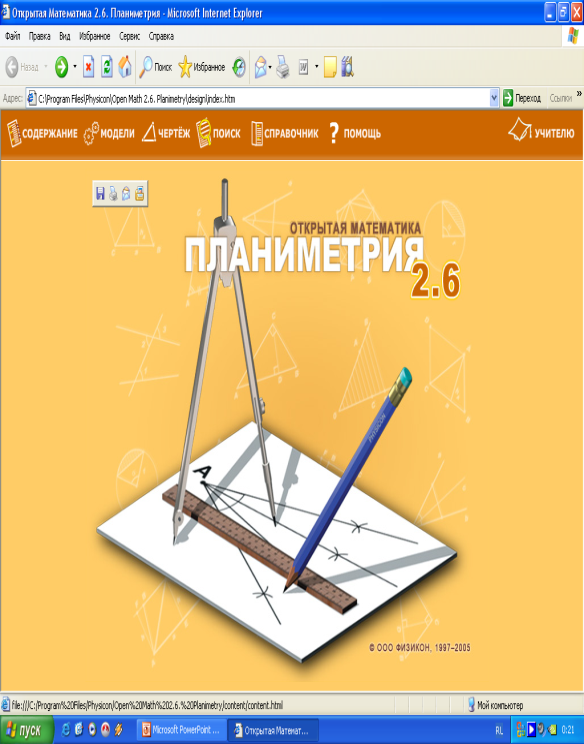 Открытая Математика 2.6. Планиметрия - Microsoft Internet Explorer
Файл Правка Вид Избранное Сервис Справка
Назад Поиск Избранное
Адрес: C:\Program Files\Physicon\Open Math 2.6. Planimetry\design\index.htm Переход Ссылки »
СОДЕРЖАНИЕ МОДЕЛИ ЧЕРТЁЖ ПОИСК СПРАВОЧНИК ? ПОМОЩЬ УЧИТЕЛЮ
ОТКРЫТАЯ МАТЕМАТИКА
ПЛАНИМЕТРИЯ
2.6
PHYSICON
A
© ООО ФИЗИКОН, 1997-2005
file:///C:/Program%20Files/Physicon/Open%20Math%202.6.%20Planimetry/content/content.html Мой компьютер
пуск Microsoft PowerPoint ... Открытая Математ... RL 0:21